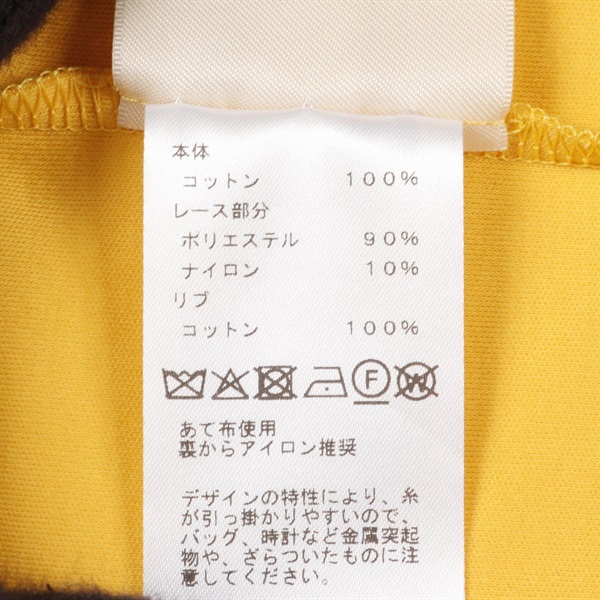 本体
コットン 100%
レース部分
ポリエステル 90%
ナイロン 10%
リブ
コットン 100%
F W
あて布使用
裏からアイロン推奨
デザインの特性により、糸
が引っ掛かりやすいので、
バッグ、時計など金属突起
物や、ざらついたものに注
意してください。